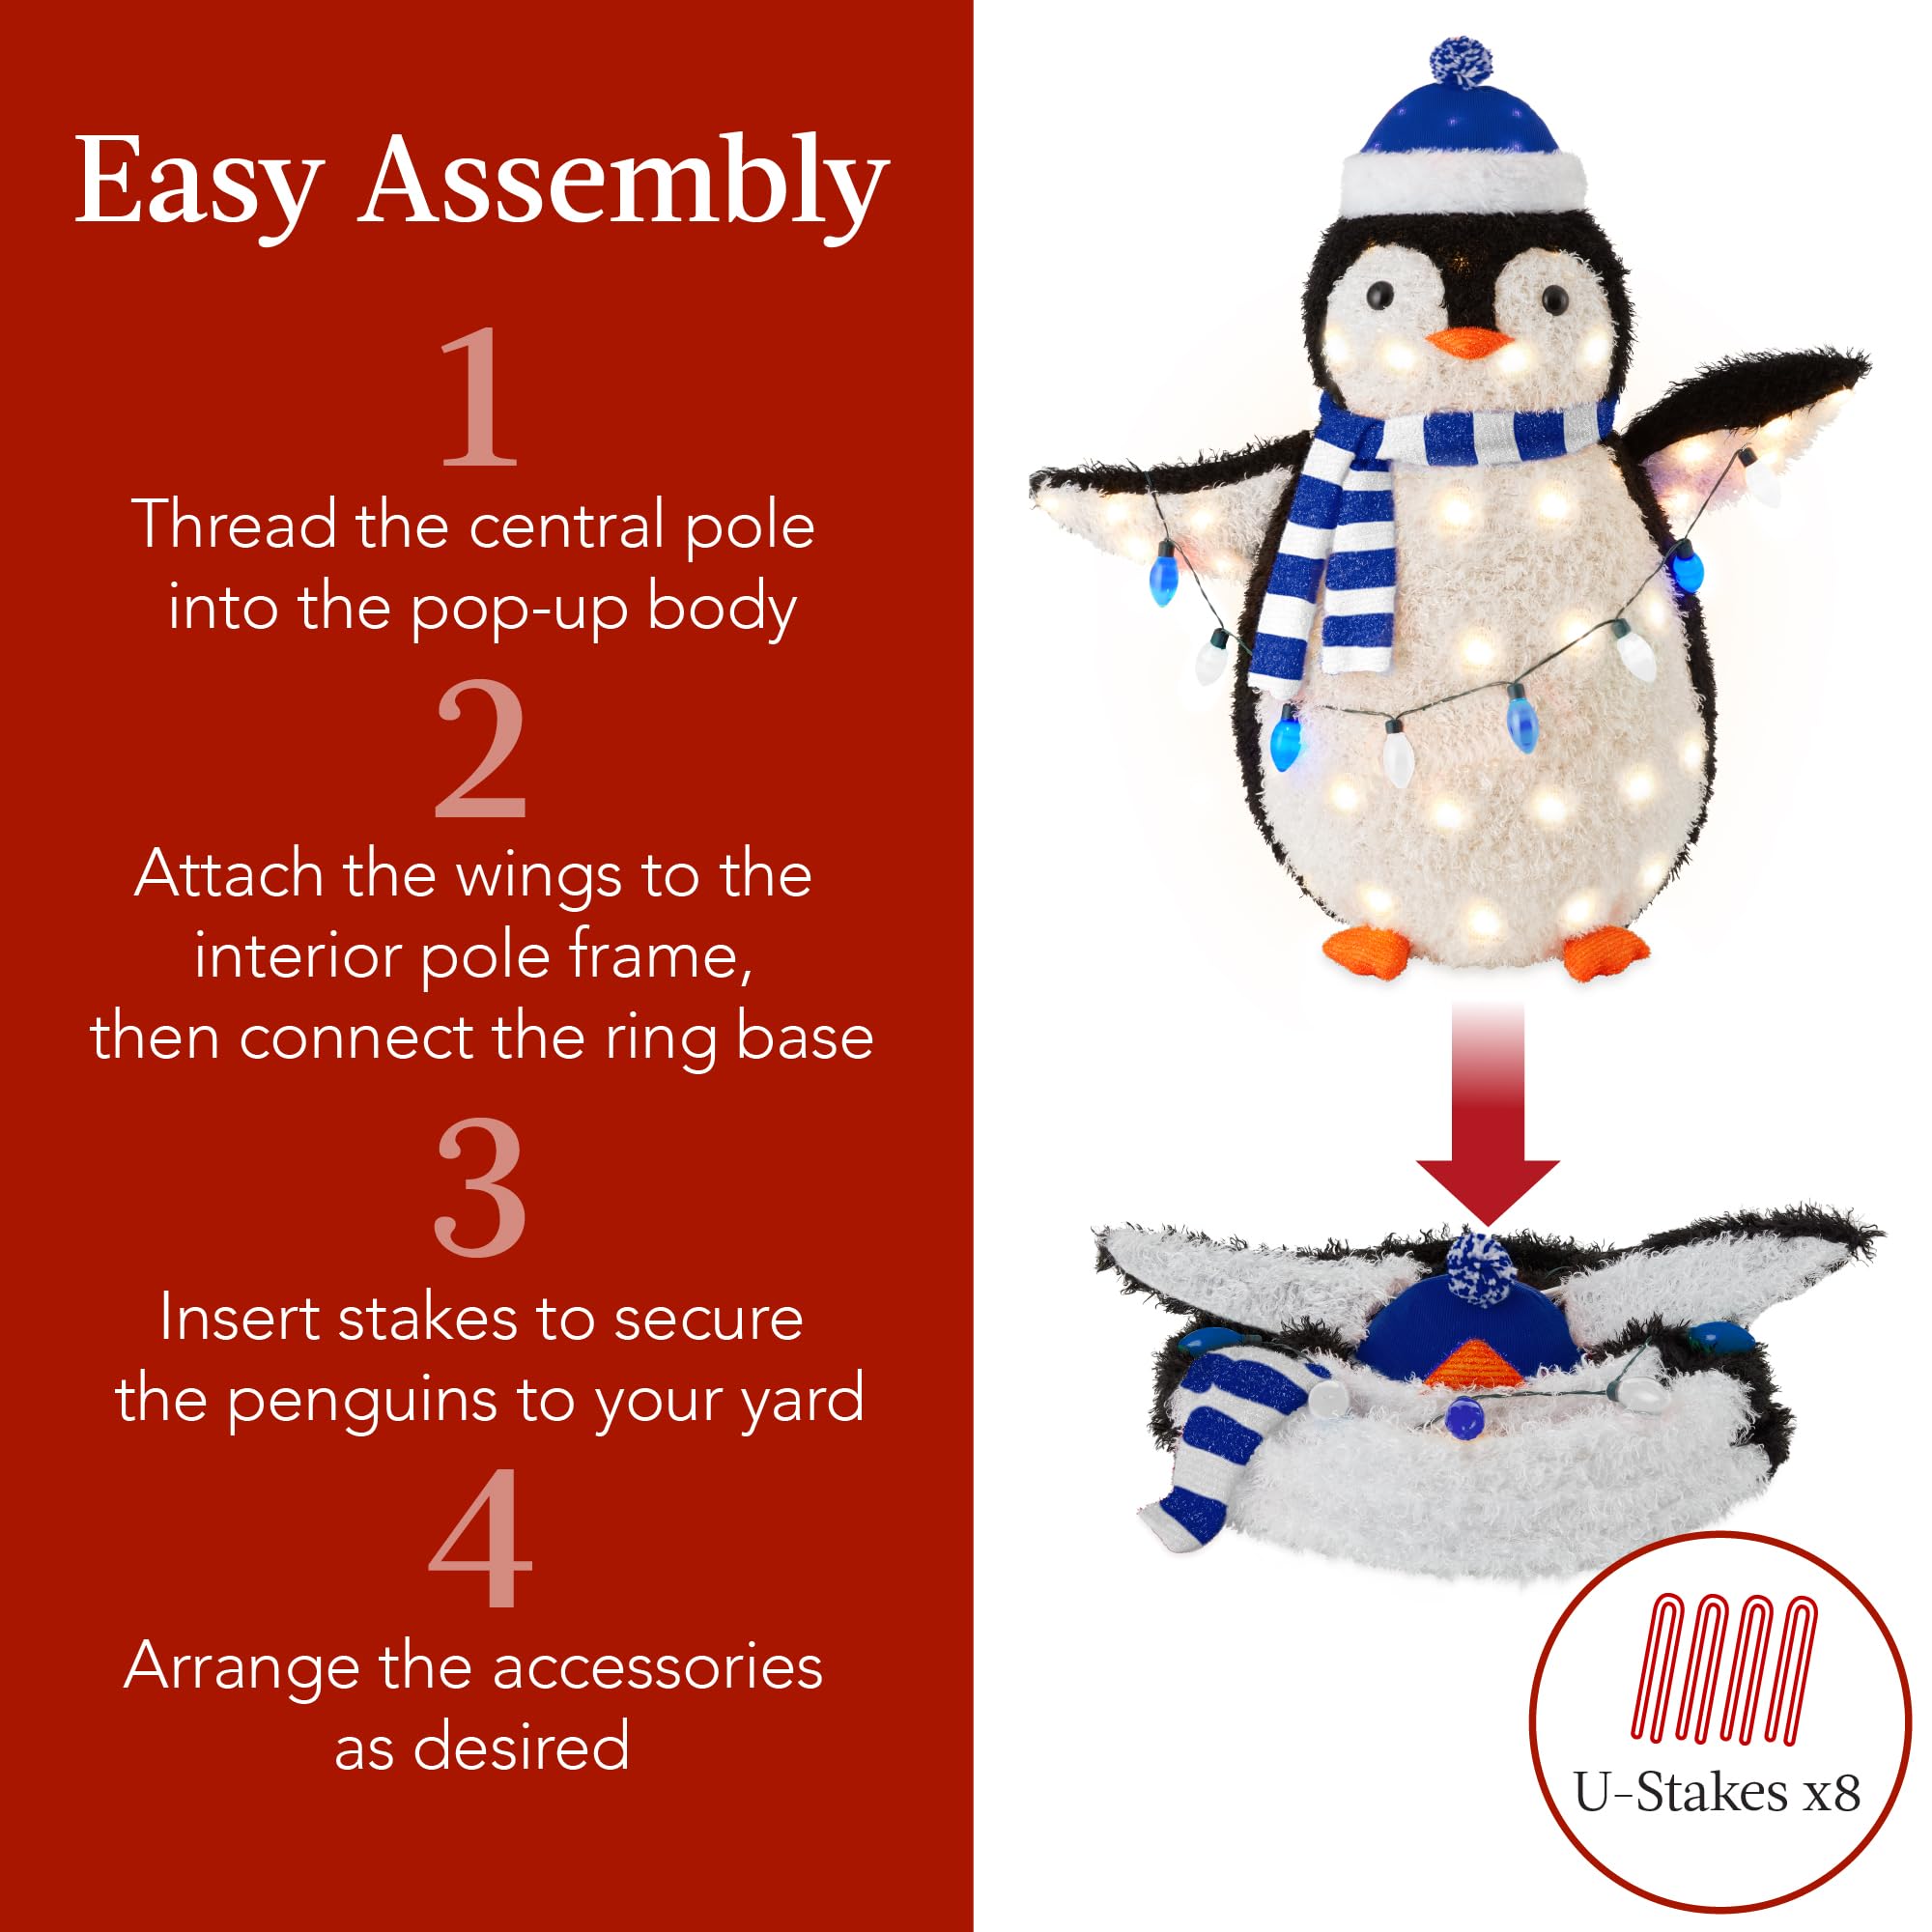 Easy Assembly
1
Thread the central pole
into the pop-up body
2
Attach the wings to the
interior pole frame,
then connect the ring base
3
Insert stakes to secure
the penguins to your yard
4
Arrange the accessories
as desired
U-Stakes x8